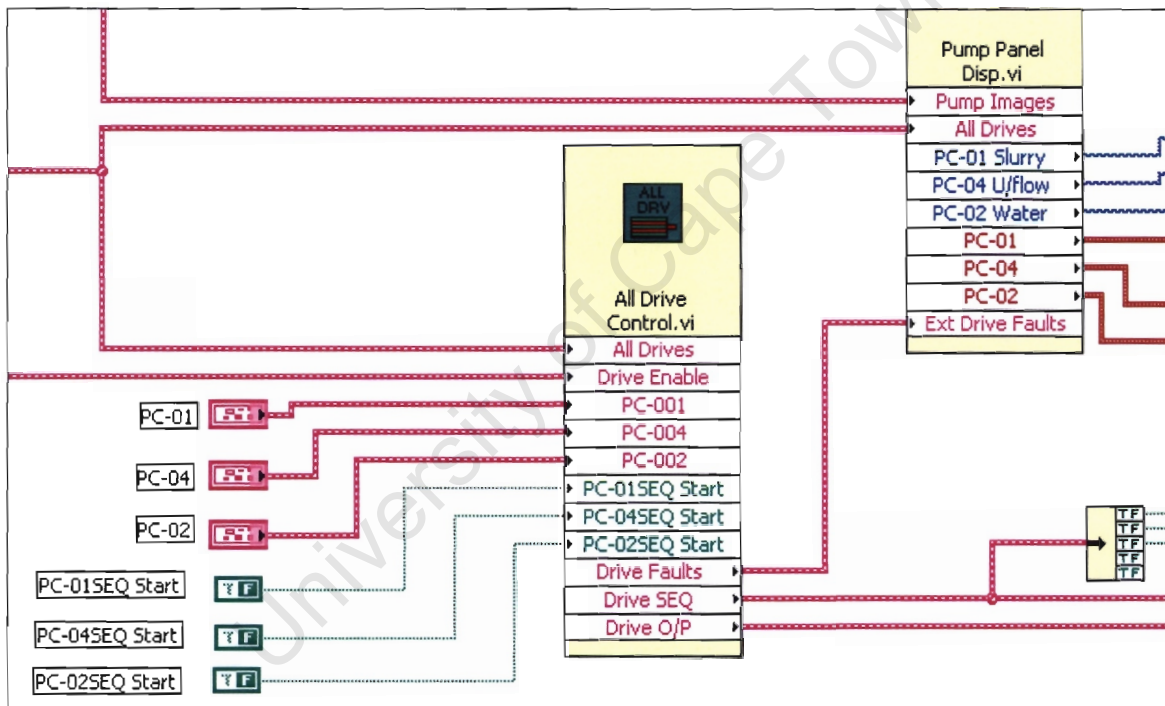 Pump Panel
Disp.vi
Pump Images
All Drives
PC-01 Slurry
PC-04 U/flow
PC-02 Water
PC-01
PC-04
PC-02
Ext Drive Faults
ALL
DRV
All Drive
Control.vi
All Drives
Drive Enable
PC-001
PC-004
PC-002
PC-01SEQ Start
PC-04SEQ Start
PC-02SEQ Start
Drive Faults
Drive SEQ
Drive O/P
PC-01
PC-04
PC-02
PC-01SEQ Start
PC-04SEQ Start
PC-02SEQ Start
TF
TF
TF
TF
TF
University of Cape Town